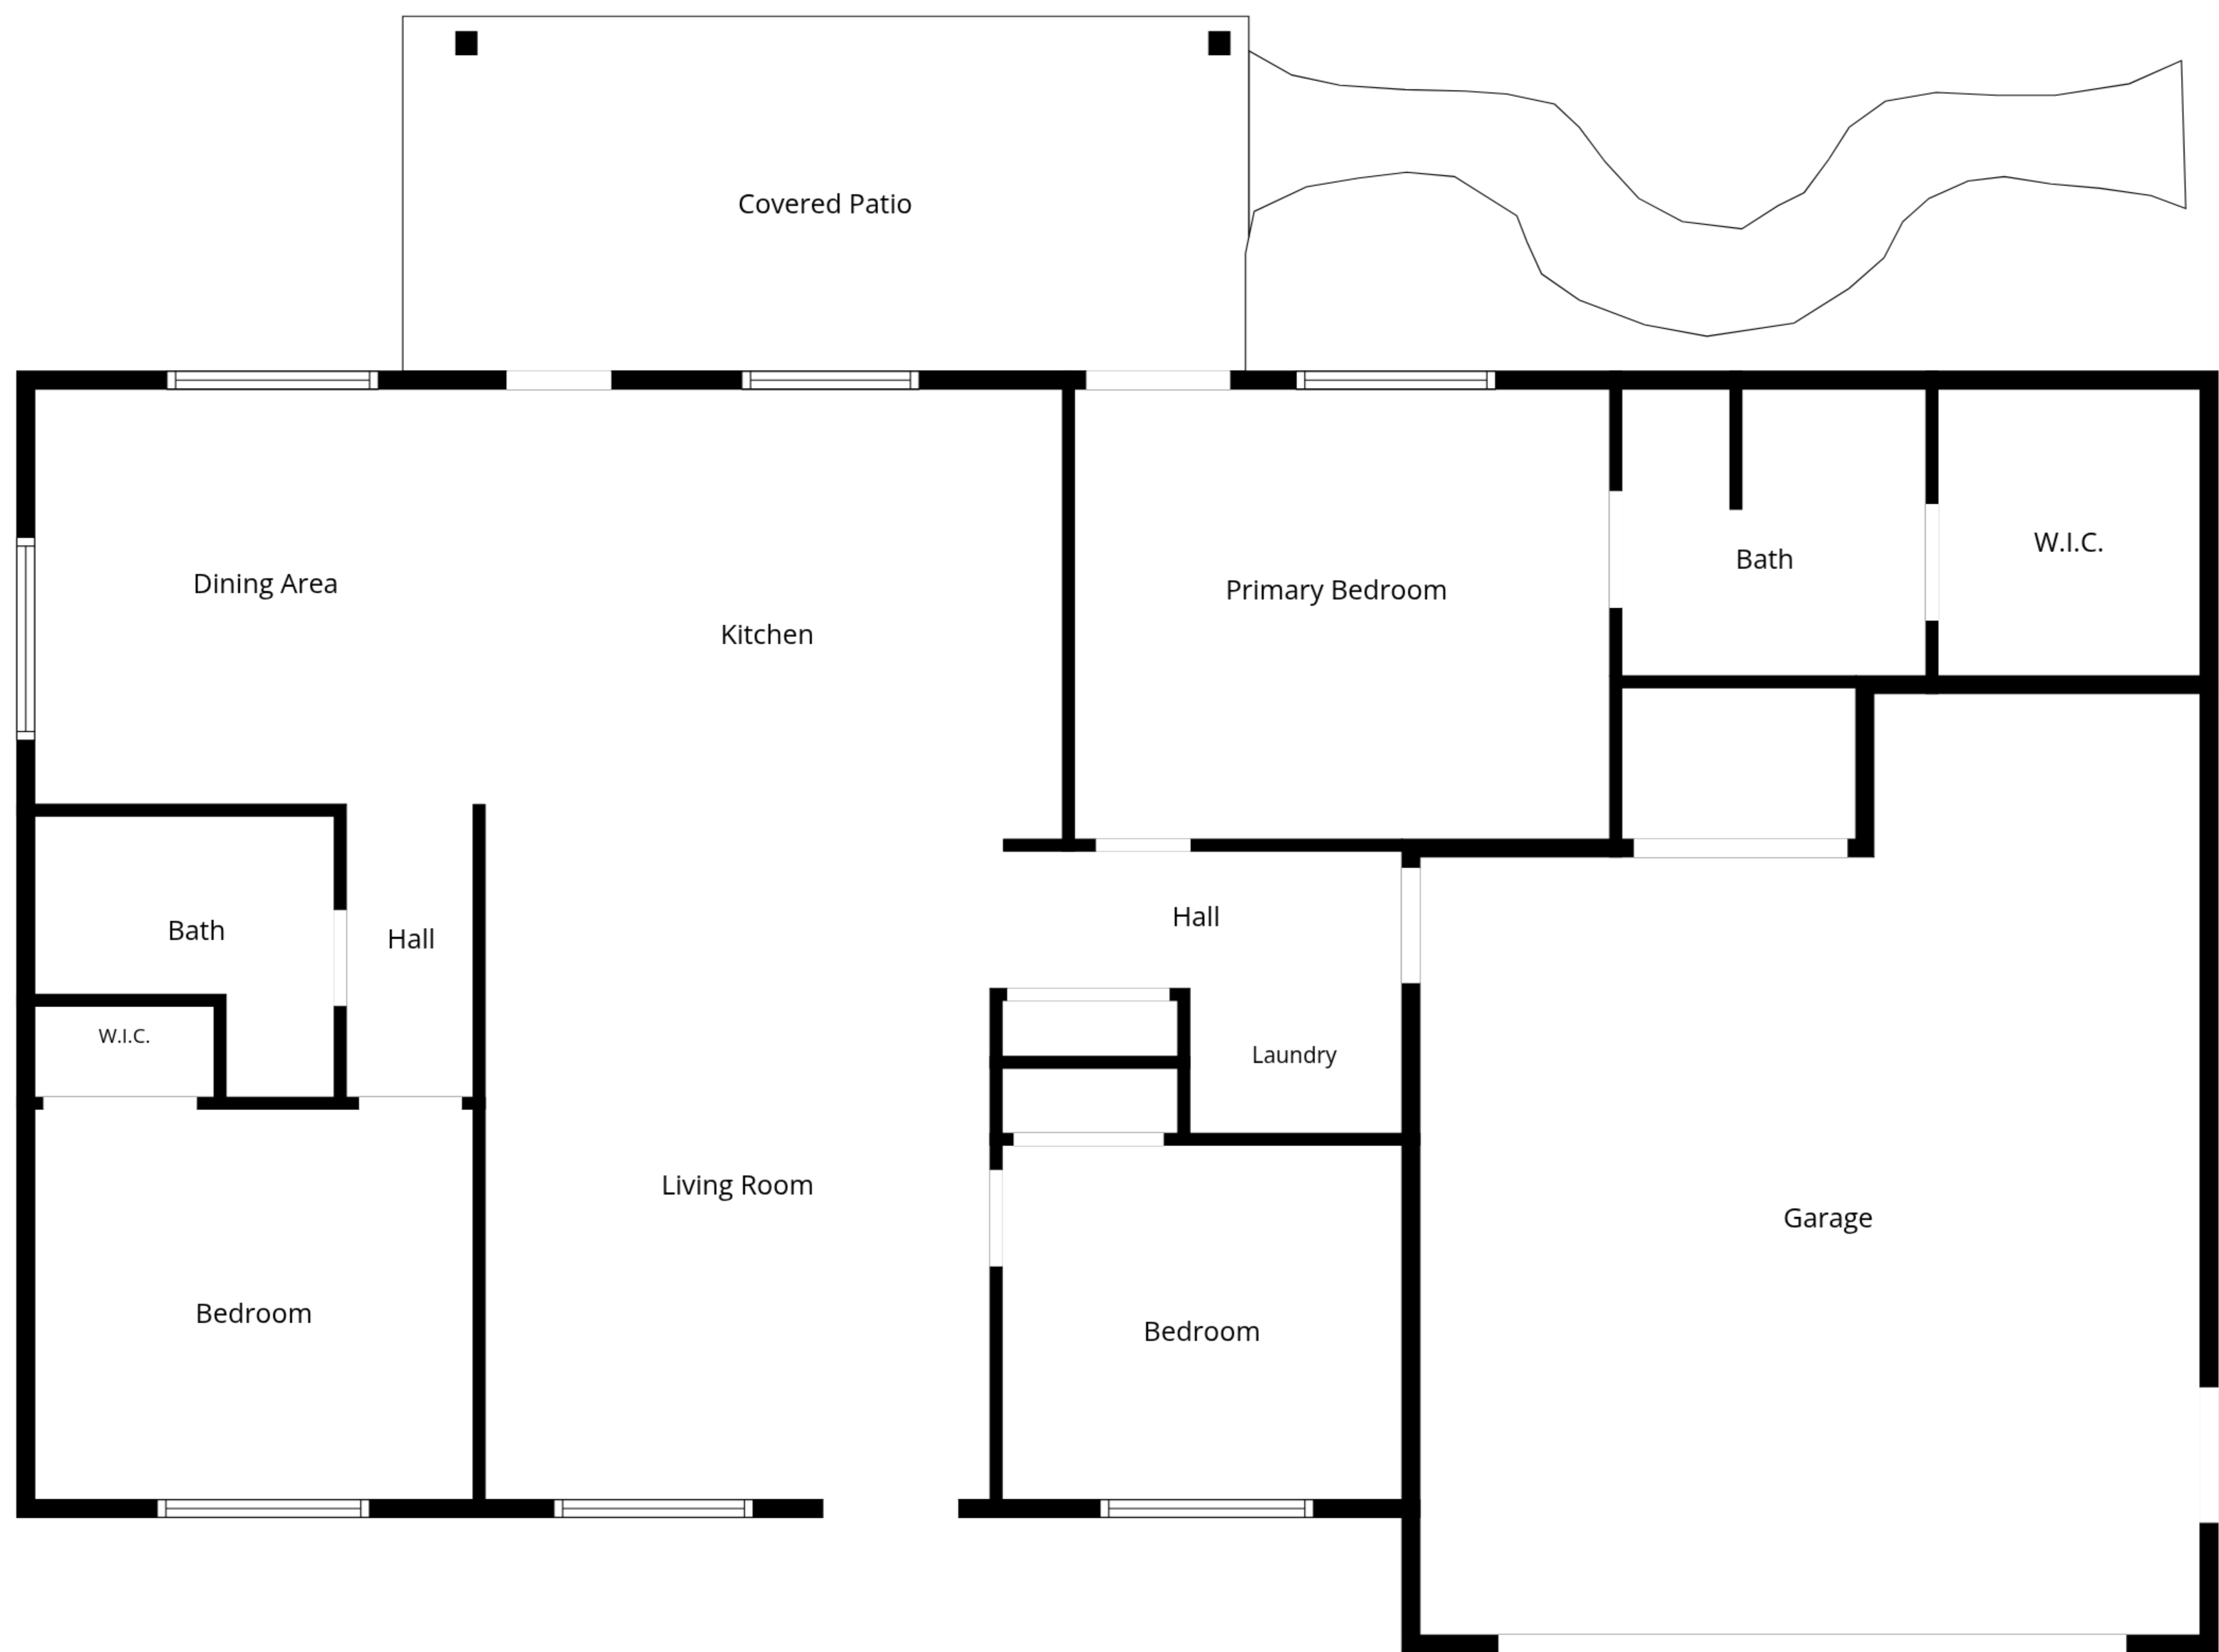 Covered Patio
Dining Area
Kitchen
Primary Bedroom
Bath
W.I.C.
Bath
Hall
Hall
W.I.C.
Laundry
Living Room
Garage
Bedroom
Bedroom